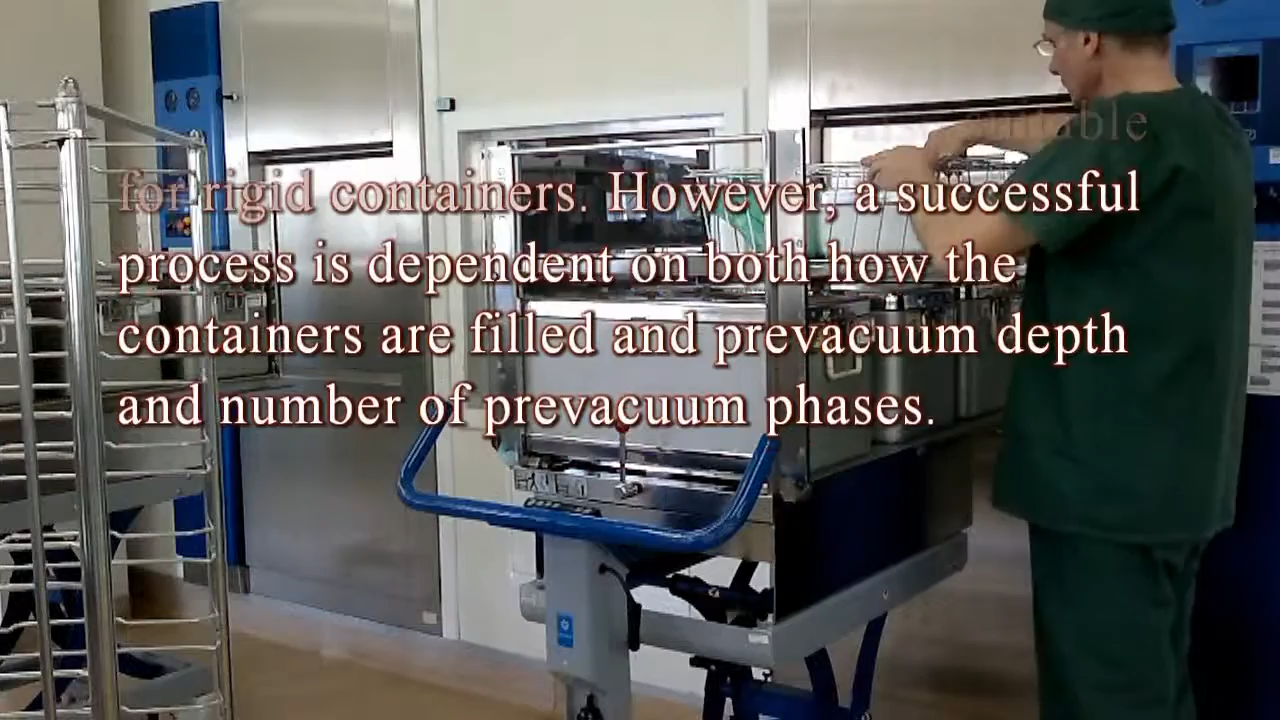 suitable
for rigid containers. However, a successful
process is dependent on both how the
containers are filled and prevacuum depth
and number of prevacuum phases.